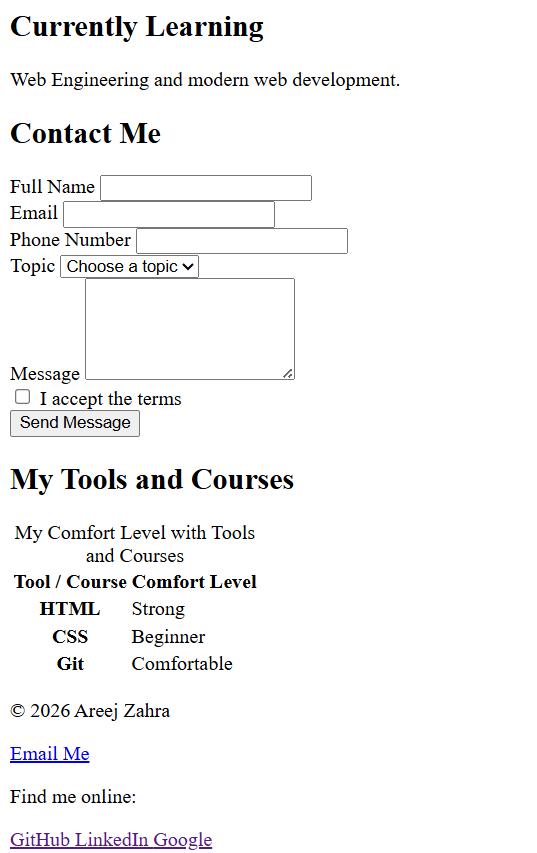 Currently Learning
Web Engineering and modern web development.
Contact Me
Full Name
Email
Phone Number
Topic Choose a topic
Message
I accept the terms
Send Message
My Tools and Courses
My Comfort Level with Tools
and Courses
Tool / Course Comfort Level
HTML Strong
CSS Beginner
Git Comfortable
© 2026 Areej Zahra
Email Me
Find me online:
GitHub LinkedIn Google